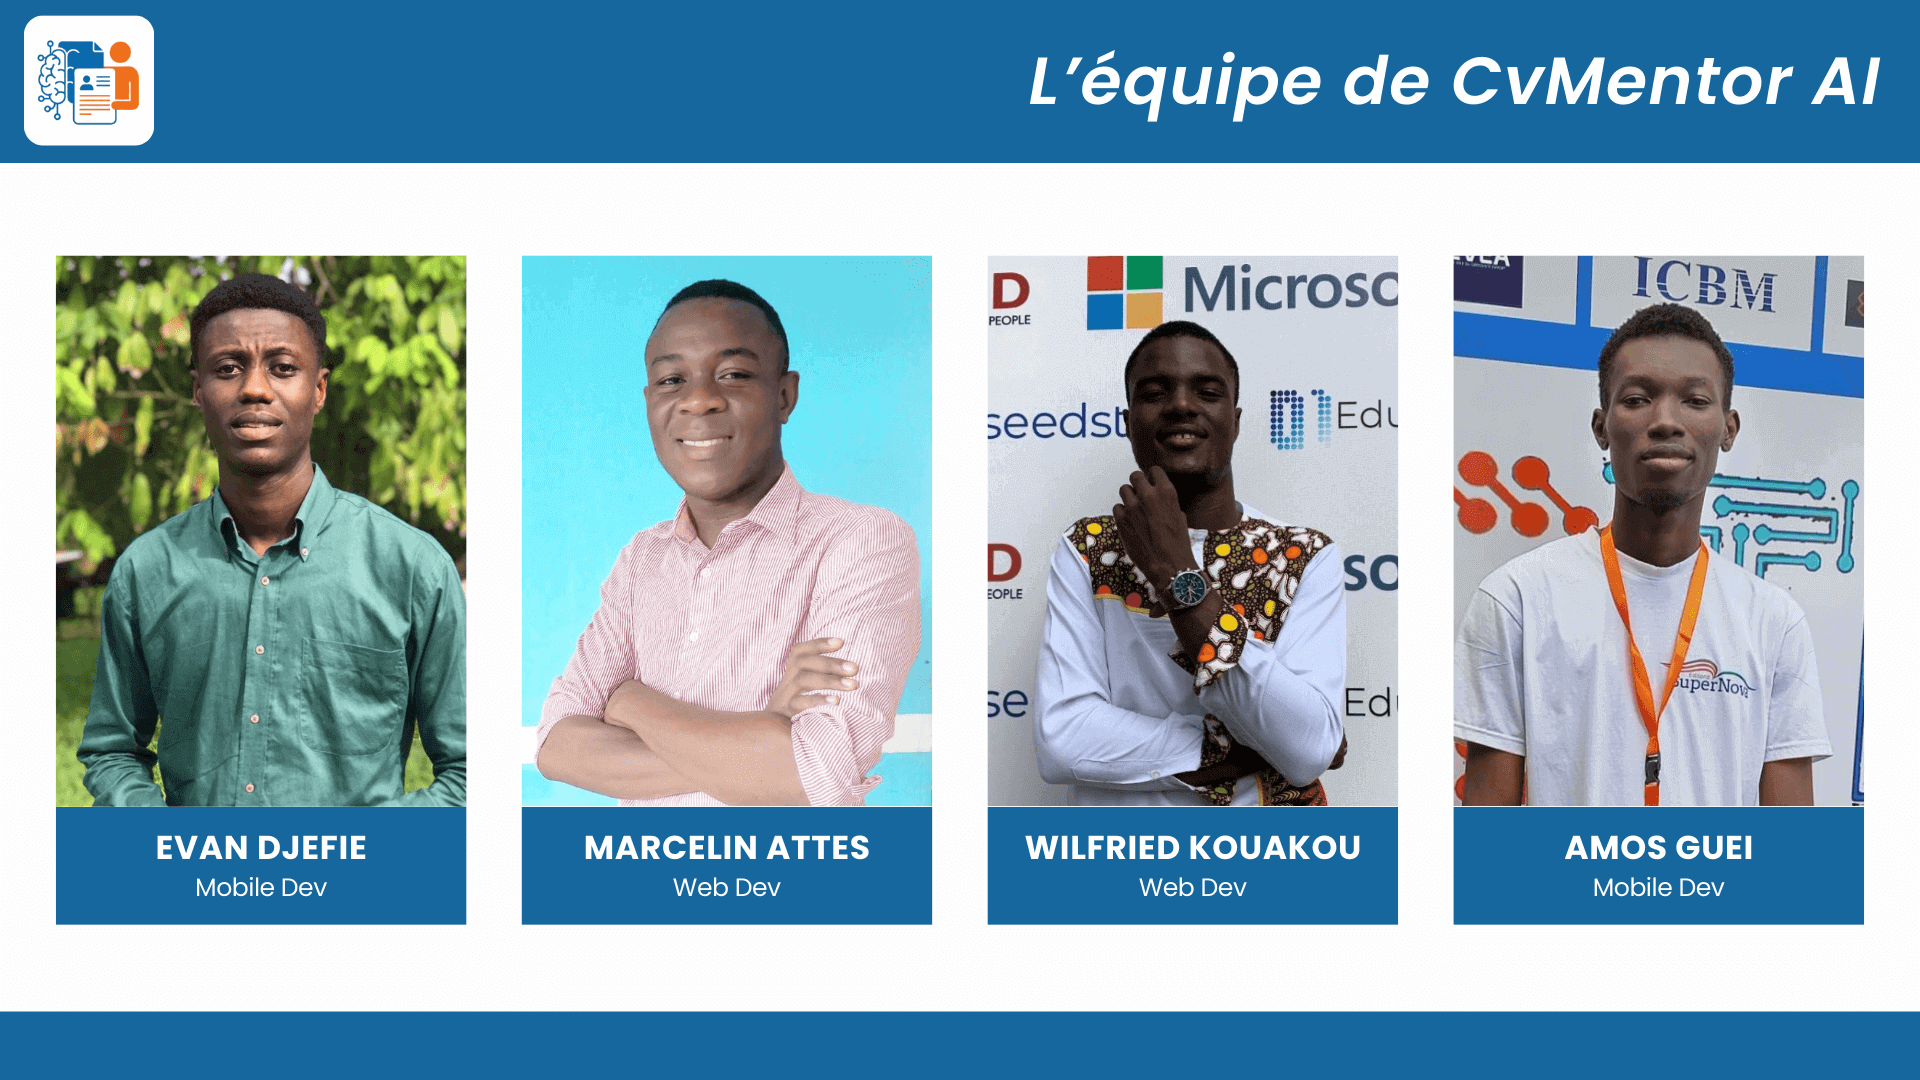 L’équipe de CvMentor AI
D
PEOPLE
Microso
seedst
01 Edu
D
EOPLE
so
se
Edu
ICBM
SuperNova
EVAN DJEFIE
Mobile Dev
MARCELIN ATTES
Web Dev
WILFRIED KOUAKOU
Web Dev
AMOS GUEI
Mobile Dev